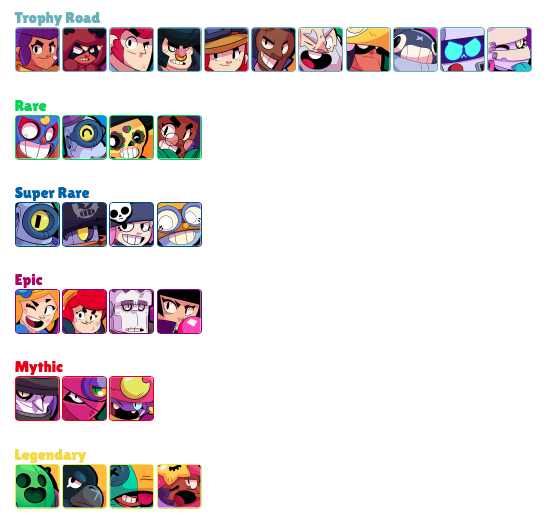 Trophy Road
Rare
Super Rare
Epic
Mythic
Legendary